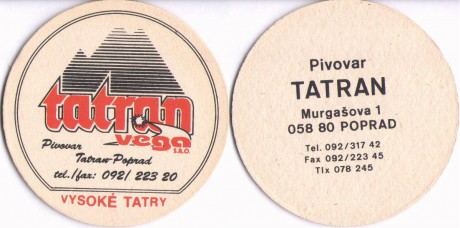 tatran
vega
s.r.o.
Pivovar
Tatran-Poprad
tel./fax: 092/ 223 20
VYSOKÉ TATRY
Pivovar
TATRAN
Murgašova 1
058 80 POPRAD
Tel. 092/317 42
Fax 092/223 45
Tlx 078 245